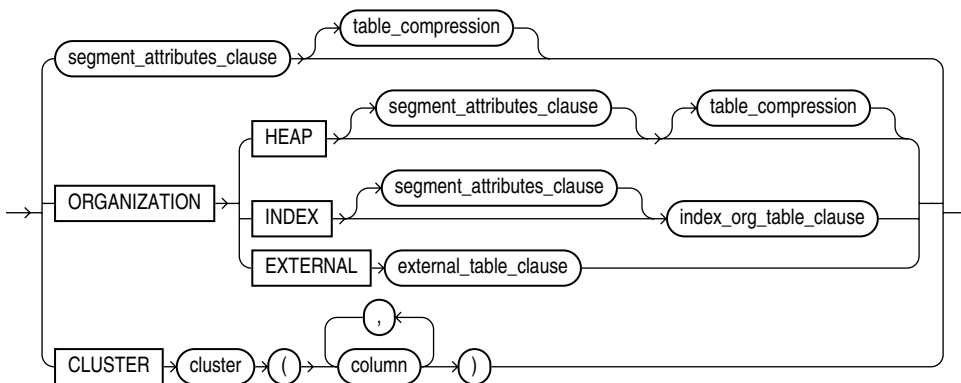 table_compression
segment_attributes_clause
segment_attributes_clause table_compression
HEAP
segment_attributes_clause
ORGANIZATION
INDEX index_org_table_clause
EXTERNAL external_table_clause
,
CLUSTER cluster ( column )